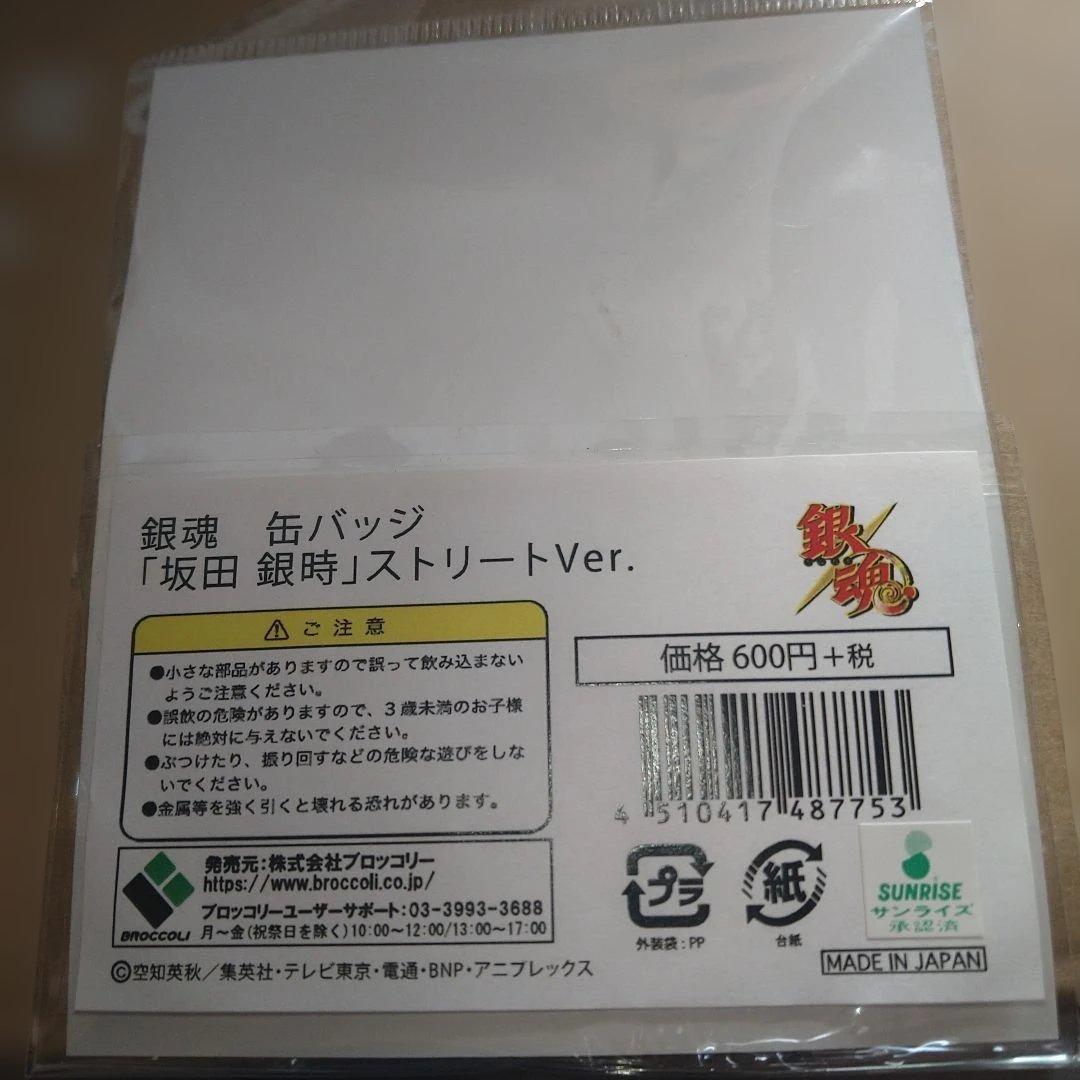 銀魂　缶バッジ
「坂田 銀時」ストリートVer.
銀魂
⚠ご注意
●小さな部品がありますので誤って飲み込まない
ようご注意ください。
●誤飲の危険がありますので、3歳未満のお子様
には絶対に与えないでください。
●ぶつけたり、振り回すなどの危険な遊びをしな
いでください。
●金属等を強く引くと壊れる恐れがあります。
価格 600円+税
4 510417 487753
BROCCOLI
発売元:株式会社ブロッコリー
https://www.broccoli.co.jp/
ブロッコリーユーザーサポート:03-3993-3688
月～金(祝祭日を除く)10:00～12:00/13:00～17:00
プラ
外装袋:PP
紙
台紙
SUNRISE
サンライズ
承認済
MADE IN JAPAN
©空知英秋/集英社・テレビ東京・電通・BNP・アニプレックス